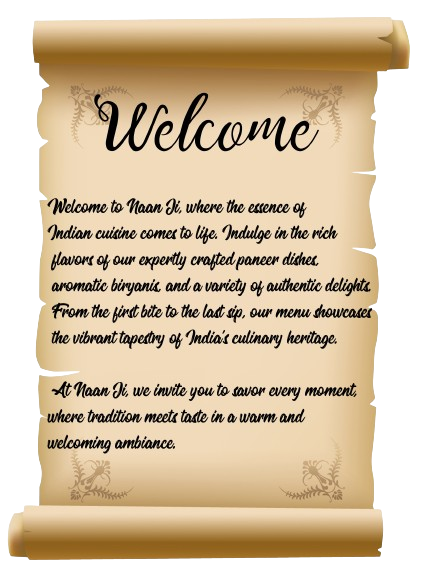 Welcome
Welcome to Naan Ji, where the essence of
Indian cuisine comes to life. Indulge in the rich
flavors of our expertly crafted paneer dishes,
aromatic biryanis, and a variety of authentic delights.
From the first bite to the last sip, our menu showcases
the vibrant tapestry of India's culinary heritage.
At Naan Ji, we invite you to savor every moment,
where tradition meets taste in a warm and
welcoming ambiance.